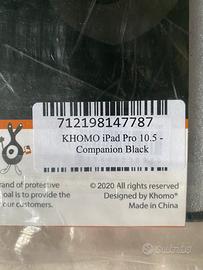 712198147787
KHOMO iPad Pro 10.5 -
Companion Black
rand of protective
oal is to provide the
our customers.
© 2020 All rights reserved
Designed by Khomo®
Made in China
subito